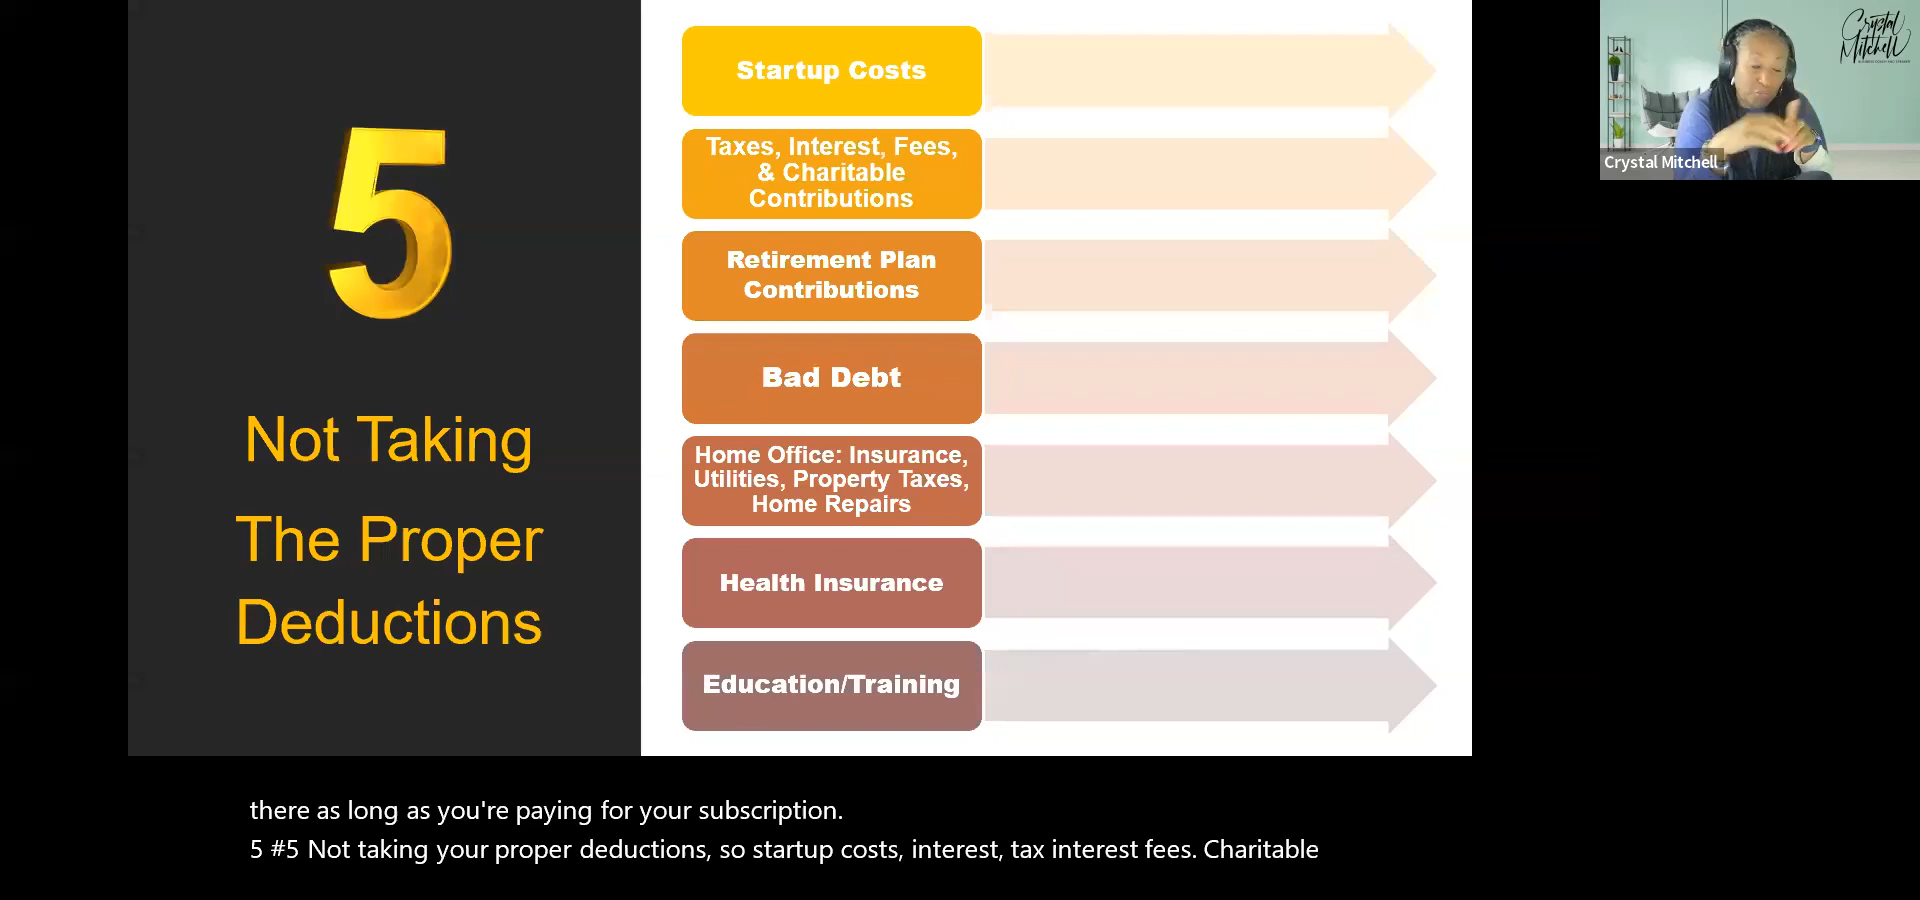 5
Not Taking
The Proper
Deductions
Startup Costs
Taxes, Interest, Fees,
& Charitable
Contributions
Retirement Plan
Contributions
Bad Debt
Home Office: Insurance,
Utilities, Property Taxes,
Home Repairs
Health Insurance
Education/Training
Crystal
Mitchell
Crystal Mitchell
there as long as you're paying for your subscription.
5 #5 Not taking your proper deductions, so startup costs, interest, tax interest fees. Charitable